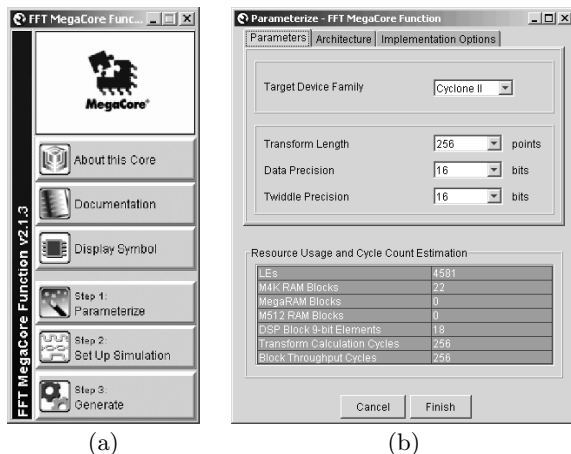 FFT MegaCore Func...
MegaCore®
About this Core
Documentation
Display Symbol
Step 1:
Parameterize
Step 2:
Set Up Simulation
Step 3:
Generate
FFT MegaCore Function v2.1.3
(a)
Parameterize - FFT MegaCore Function
Parameters Architecture Implementation Options
Target Device Family Cyclone II
Transform Length 256 points
Data Precision 16 bits
Twiddle Precision 16 bits
Resource Usage and Cycle Count Estimation
LEs 4581
M4K RAM Blocks 22
MegaRAM Blocks 0
M512 RAM Blocks 0
DSP Block 9-bit Elements 18
Transform Calculation Cycles 256
Block Throughput Cycles 256
Cancel Finish
(b)